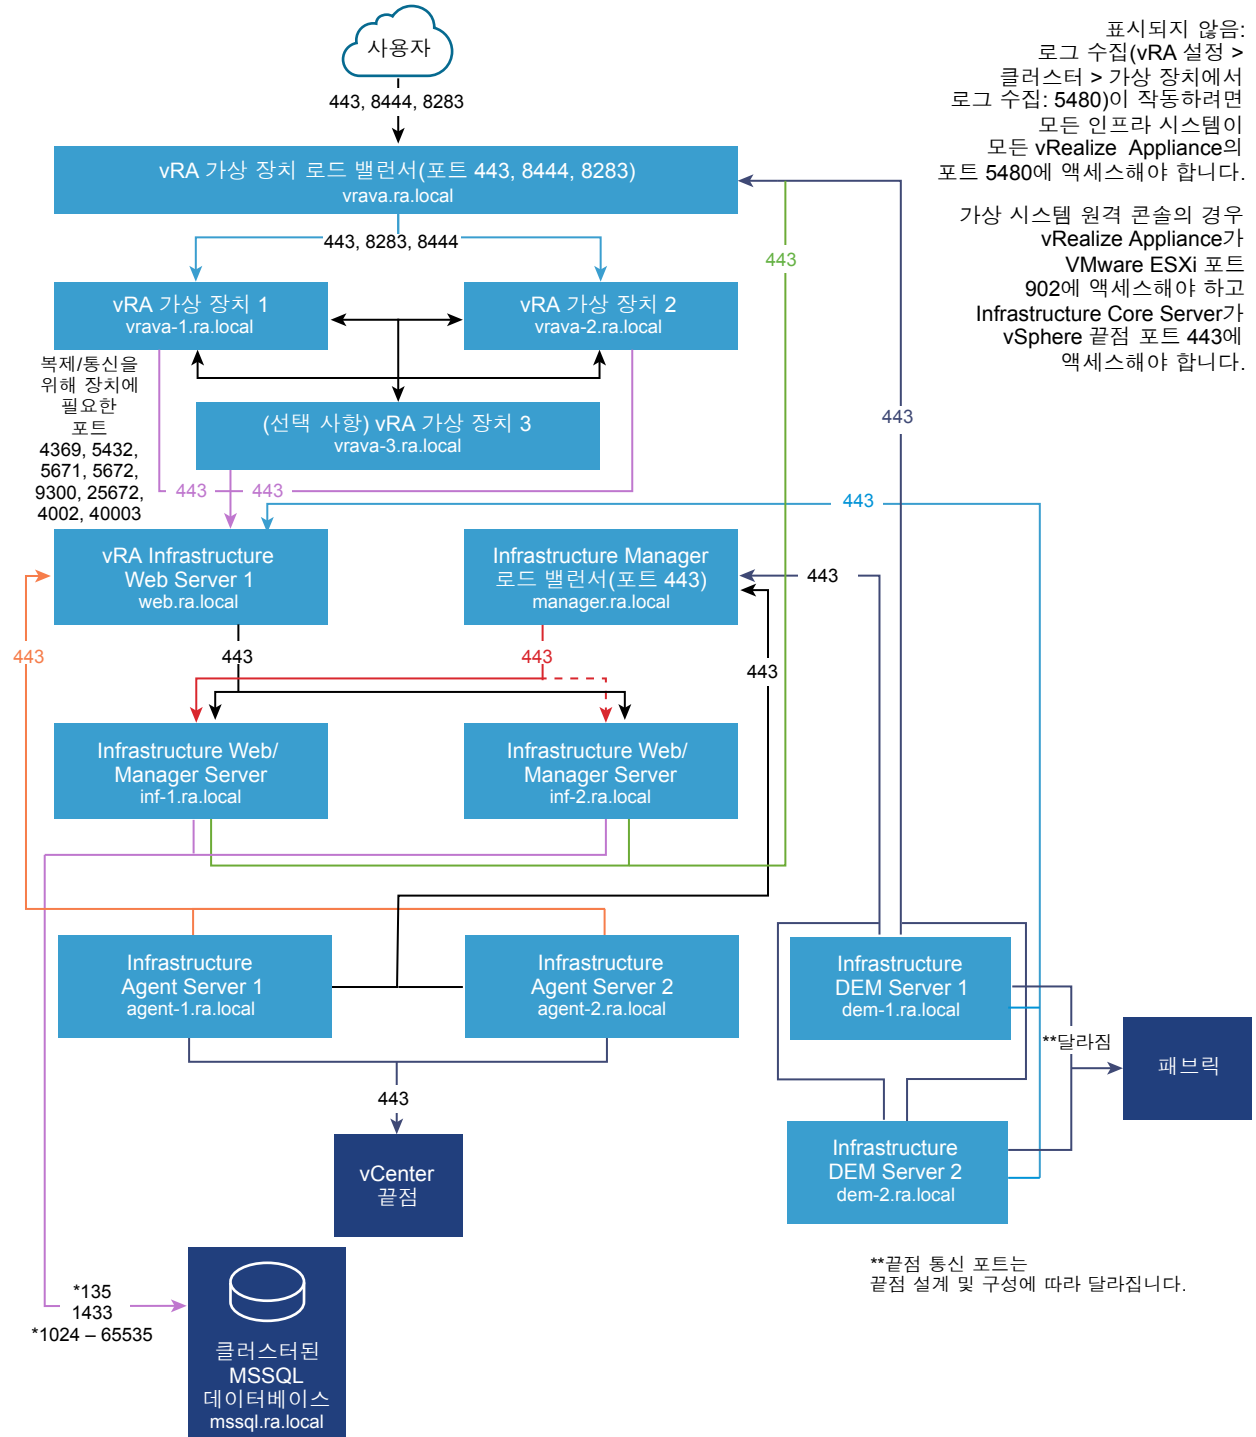 사용자
443, 8444, 8283
표시되지 않음:
로그 수집(vRA 설정 >
클러스터 > 가상 장치에서
로그 수집: 5480)이 작동하려면
모든 인프라 시스템이
모든 vRealize Appliance의
포트 5480에 액세스해야 합니다.
가상 시스템 원격 콘솔의 경우
vRealize Appliance가
VMware ESXi 포트
902에 액세스해야 하고
Infrastructure Core Server가
vSphere 끝점 포트 443에
액세스해야 합니다.
vRA 가상 장치 로드 밸런서(포트 443, 8444, 8283)
vrava.ra.local
443, 8283, 8444
443
vRA 가상 장치 1
vrava-1.ra.local
vRA 가상 장치 2
vrava-2.ra.local
복제/통신을
위해 장치에
필요한
포트
4369, 5432,
5671, 5672,
9300, 25672,
4002, 40003
(선택 사항) vRA 가상 장치 3
vrava-3.ra.local
443
443
443
443
vRA Infrastructure
Web Server 1
web.ra.local
Infrastructure Manager
로드 밸런서(포트 443)
manager.ra.local
443
443
443
443
443
Infrastructure Web/
Manager Server
inf-1.ra.local
Infrastructure Web/
Manager Server
inf-2.ra.local
Infrastructure
Agent Server 1
agent-1.ra.local
Infrastructure
Agent Server 2
agent-2.ra.local
Infrastructure
DEM Server 1
dem-1.ra.local
**달라짐
패브릭
443
vCenter
끝점
Infrastructure
DEM Server 2
dem-2.ra.local
**끝점 통신 포트는
끝점 설계 및 구성에 따라 달라집니다.
*135
1433
*1024 – 65535
클러스터된
MSSQL
데이터베이스
mssql.ra.local